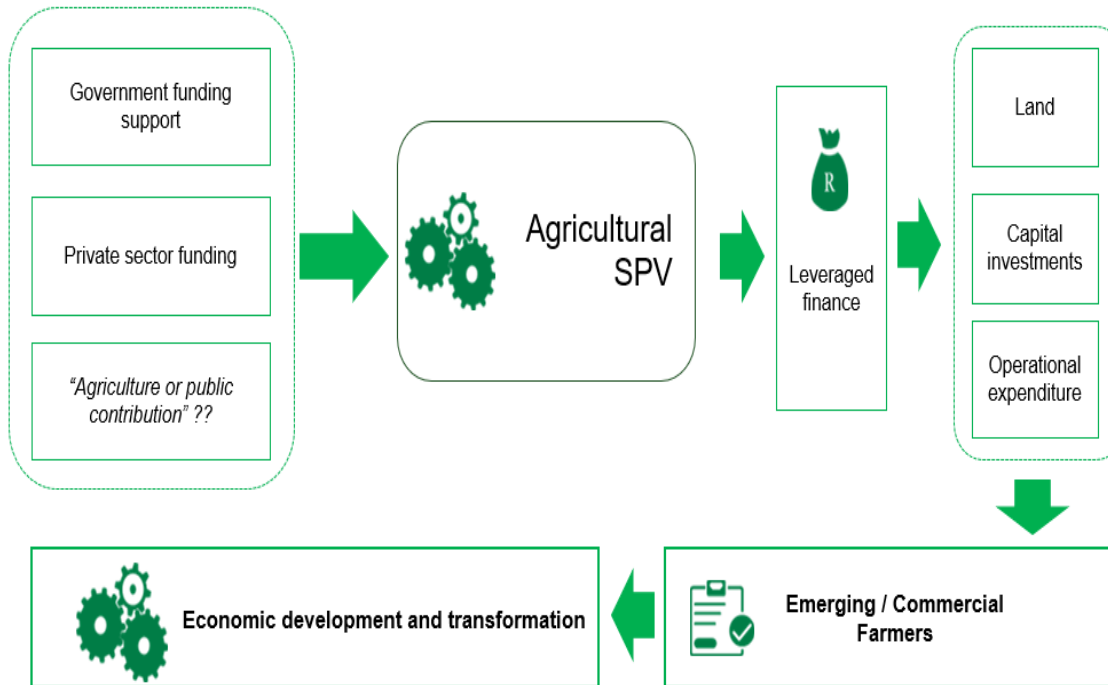 Government funding
support
Private sector funding
“Agriculture or public
contribution” ??
Agricultural
SPV
R
Leveraged
finance
Land
Capital
investments
Operational
expenditure
Emerging / Commercial
Farmers
Economic development and transformation